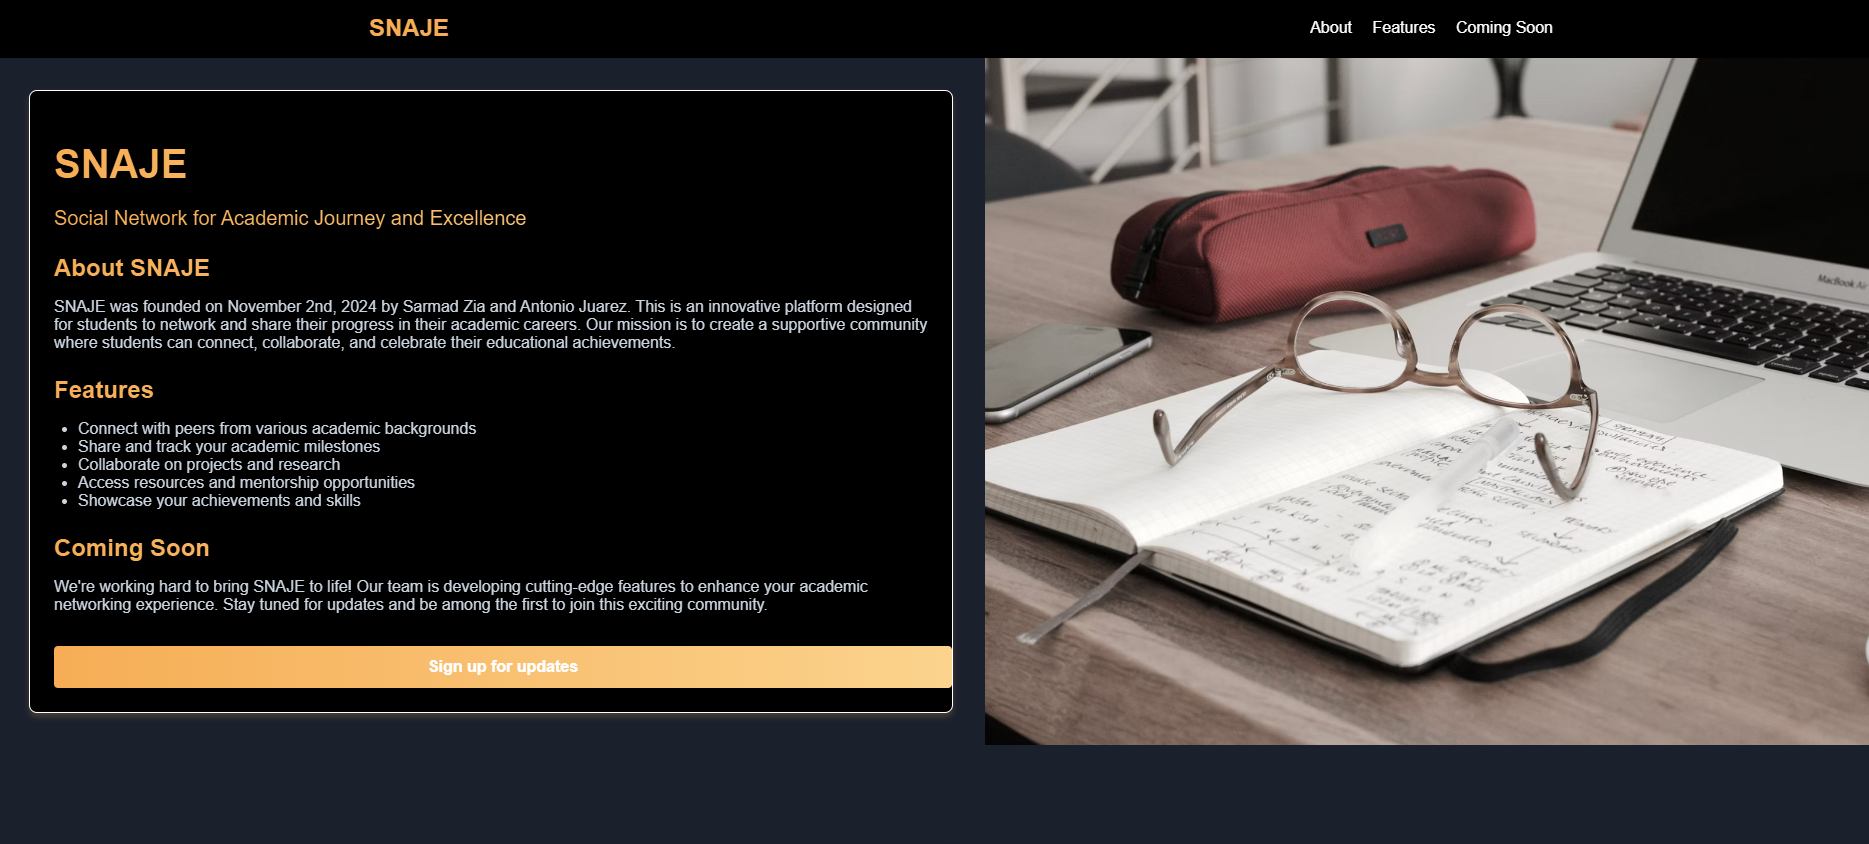 SNAJE
About Features Coming Soon
SNAJE
Social Network for Academic Journey and Excellence
About SNAJE
SNAJE was founded on November 2nd, 2024 by Sarmad Zia and Antonio Juarez. This is an innovative platform designed
for students to network and share their progress in their academic careers. Our mission is to create a supportive community
where students can connect, collaborate, and celebrate their educational achievements.
Features
• Connect with peers from various academic backgrounds
• Share and track your academic milestones
• Collaborate on projects and research
• Access resources and mentorship opportunities
• Showcase your achievements and skills
Coming Soon
We're working hard to bring SNAJE to life! Our team is developing cutting-edge features to enhance your academic
networking experience. Stay tuned for updates and be among the first to join this exciting community.
Sign up for updates
MacBook Air